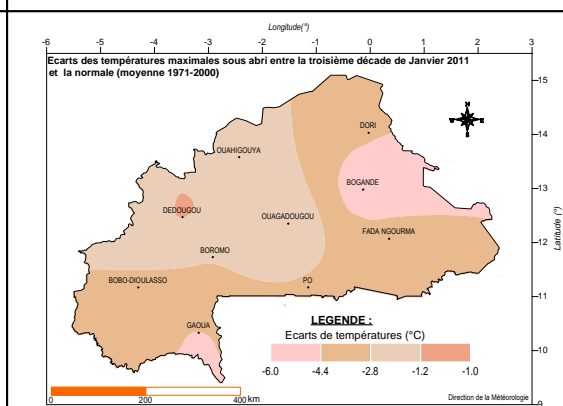 Longitude(°)
-6 -5 -4 -3 -2 -1 0 1 2 3
Ecarts des températures maximales sous abri entre la troisième décade de Janvier 2011
et la normale (moyenne 1971-2000)
15
DORI
14
OUAHIGOUYA
BOGANDE
13
DEDOUGOU
OUAGADOUGOU
FADA NGOURMA
12
Latitude (°)
BOROMO
BOBO-DIOULASSO
PO
11
GAOUA
LEGENDE :
Ecarts de températures (°C)
10
-6.0 -4.4 -2.8 -1.2 -1.0
0 200 400 km
Direction de la Météorologie
9